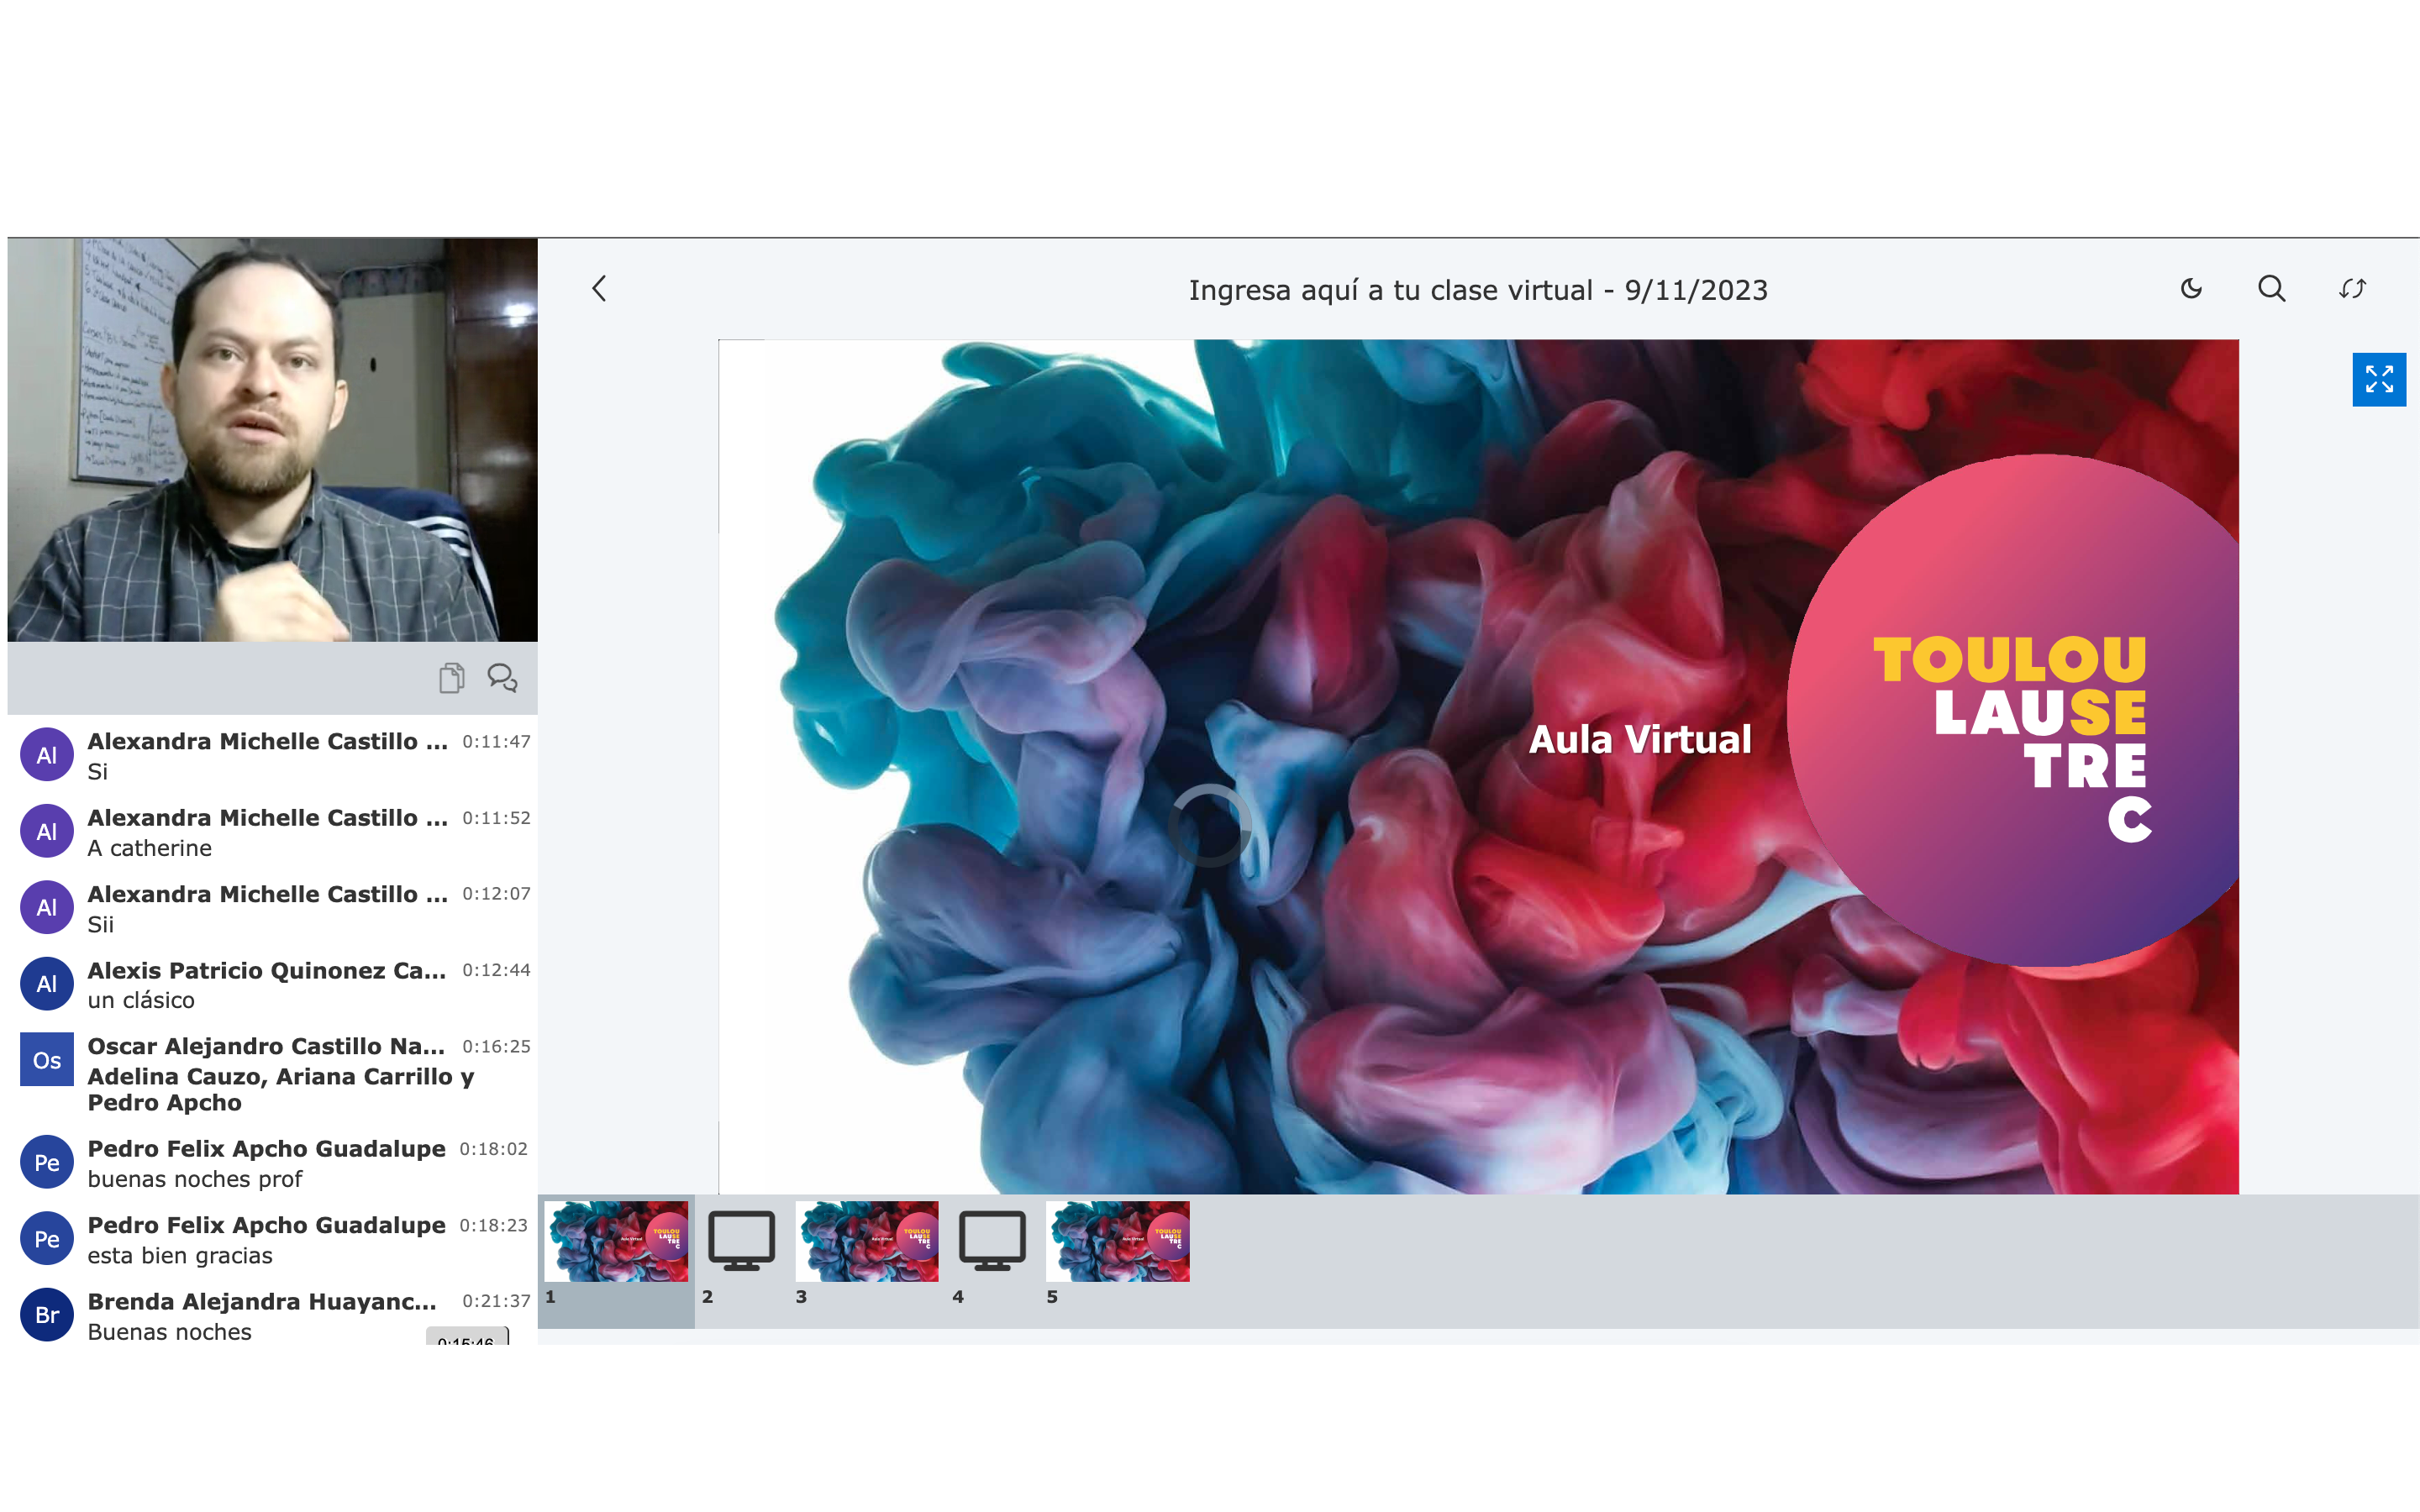 Ingresa aquí a tu clase virtual - 9/11/2023
Alexandra Michelle Castillo ... 0:11:47
Si
Alexandra Michelle Castillo ... 0:11:52
A catherine
Alexandra Michelle Castillo ... 0:12:07
Sii
Alexis Patricio Quinonez Ca... 0:12:44
un clásico
Oscar Alejandro Castillo Na... 0:16:25
Adelina Cauzo, Ariana Carrillo y
Pedro Apcho
Pedro Felix Apcho Guadalupe 0:18:02
buenas noches prof
Pedro Felix Apcho Guadalupe 0:18:23
esta bien gracias
Brenda Alejandra Huayanc... 0:21:37
Buenas noches
0:15:46
Al
Al
Al
Al
Os
Pe
Pe
Br
Aula Virtual
TOULOU
LAUSE
TRE
C
1
2
3
4
5